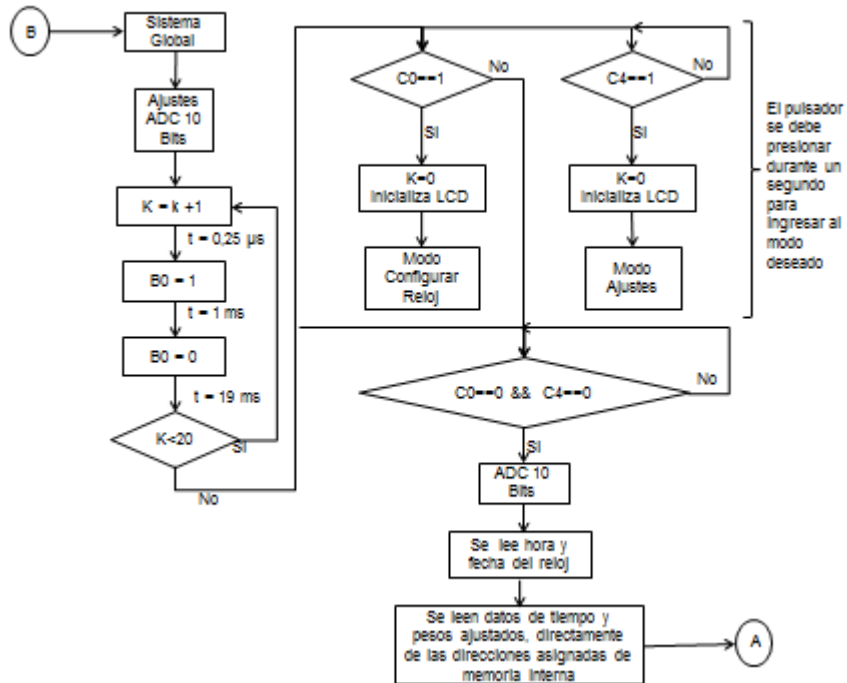 B
Sistema
Global
Ajustes
ADC 10
Bits
K = k +1
t = 0,25 µs
B0 = 1
t = 1 ms
B0 = 0
t = 19 ms
K<20
SI
No
C0==1
No
SI
K=0
Inicializa LCD
Modo
Configurar
Reloj
C4==1
No
SI
K=0
Inicializa LCD
Modo
Ajustes
El pulsador
se debe
presionar
durante un
segundo
para
Ingresar al
modo
deseado
C0==0 && C4==0
No
SI
ADC 10
Bits
Se lee hora y
fecha del reloj
Se leen datos de tiempo y
pesos ajustados, directamente
de las direcciones asignadas de
memoria interna
A